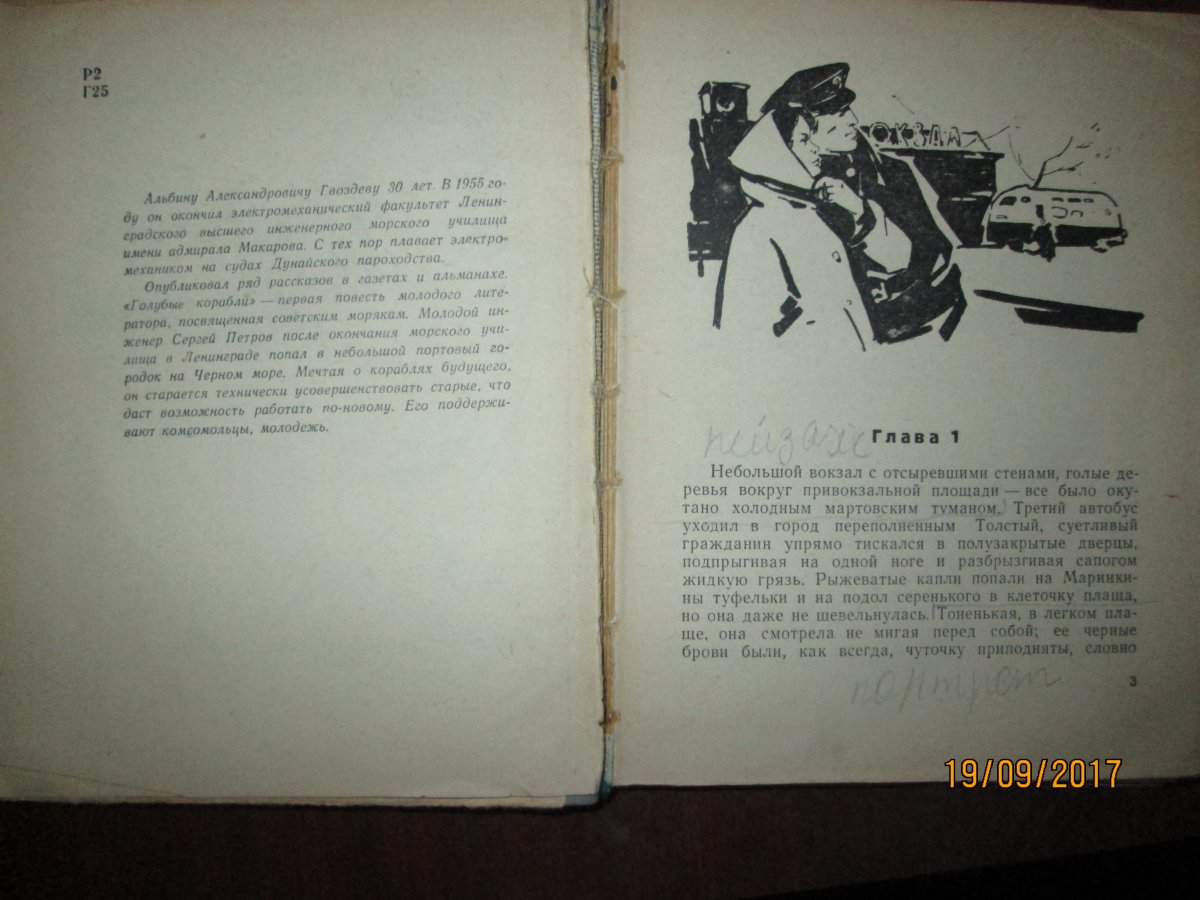 Р2
Г25
Альбину Александровичу Гвоздеву 30 лет. В 1955 го-
ду он окончил электромеханический факультет Ленин-
градского высшего инженерного морского училища
имени адмирала Макарова. С тех пор плавает электро-
механиком на судах Дунайского пароходства.
Опубликовал ряд рассказов в газетах и альманахе.
«Голубые корабли» — первая повесть молодого лите-
ратора, посвященная советским морякам. Молодой ин-
женер Сергей Петров после окончания морского учи-
лища в Ленинграде попал в небольшой портовый го-
родок на Черном море. Мечтая о кораблях будущего,
он старается технически усовершенствовать старые, что
даст возможность работать по-новому. Его поддержи-
вают комсомольцы, молодежь.
ОКЗАЛ
пейзаж
Глава 1
Небольшой вокзал с отсыревшими стенами, голые де-
ревья вокруг привокзальной площади — все было оку-
тано холодным мартовским туманом. Третий автобус
уходил в город переполненным Толстый, суетливый
гражданин упрямо тискался в полузакрытые дверцы,
подпрыгивая на одной ноге и разбрызгивая сапогом
жидкую грязь. Рыжеватые капли попали на Маринки-
ны туфельки и на подол серенького в клеточку плаща,
но она даже не шевельнулась. Тоненькая, в легком пла-
ще, она смотрела не мигая перед собой; ее черные
брови были, как всегда, чуточку приподняты, словно
портрет
3
19/09/2017